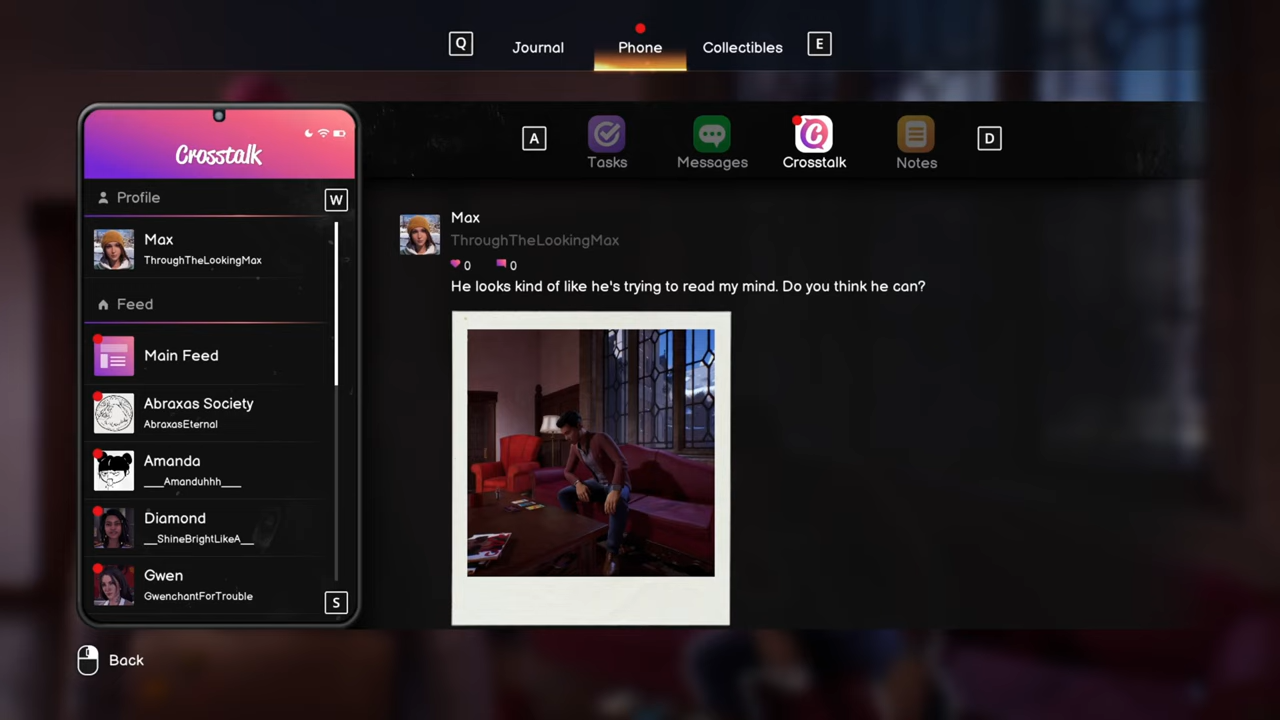 Q Journal Phone Collectibles E
Crosstalk
A Tasks Messages Crosstalk Notes D
Profile W
Max
ThroughTheLookingMax
Feed
Main Feed
Abraxas Society
AbraxasEternal
Amanda
___Amanduhhh___
Diamond
__ShineBrightLikeA__
Gwen
GwenchantForTrouble
S
Max
ThroughTheLookingMax
0 0
He looks kind of like he's trying to read my mind. Do you think he can?
Back